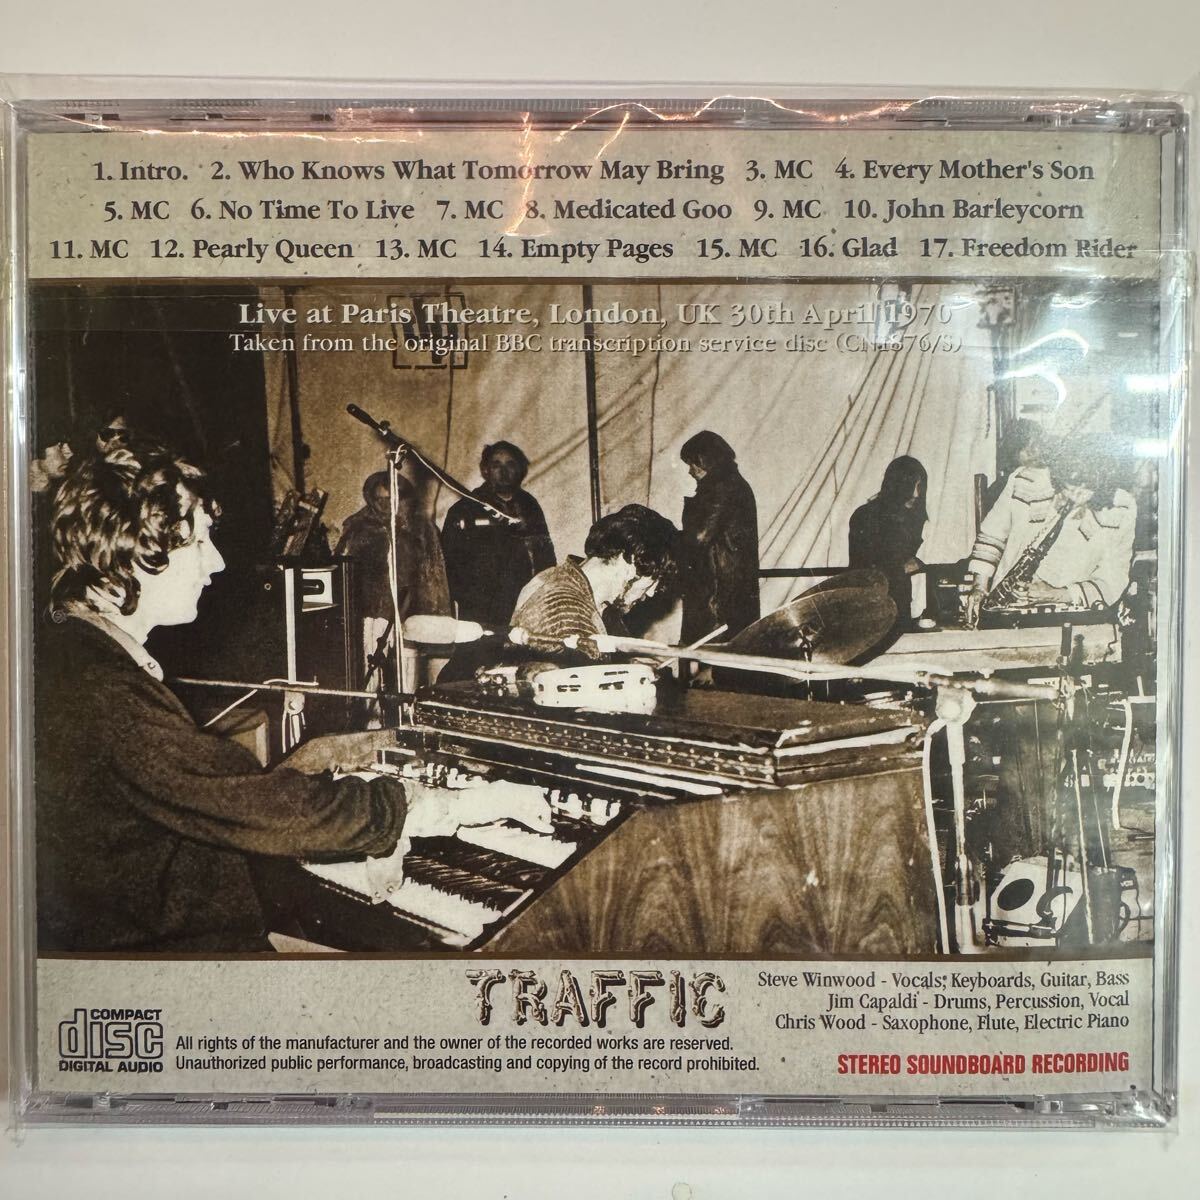 1. Intro. 2. Who Knows What Tomorrow May Bring 3. MC 4. Every Mother's Son
5. MC 6. No Time To Live 7. MC 8. Medicated Goo 9. MC 10. John Barleycorn
11. MC 12. Pearly Queen 13. MC 14. Empty Pages 15. MC 16. Glad 17. Freedom Rider
Live at Paris Theatre, London, UK 30th April 1970
Taken from the original BBC transcription service disc (CN1376/S)
TRAFFIC
Steve Winwood - Vocals, Keyboards, Guitar, Bass
Jim Capaldi - Drums, Percussion, Vocal
Chris Wood - Saxophone, Flute, Electric Piano
COMPACT
disc
DIGITAL AUDIO
All rights of the manufacturer and the owner of the recorded works are reserved.
Unauthorized public performance, broadcasting and copying of the record prohibited.
STEREO SOUNDBOARD RECORDING